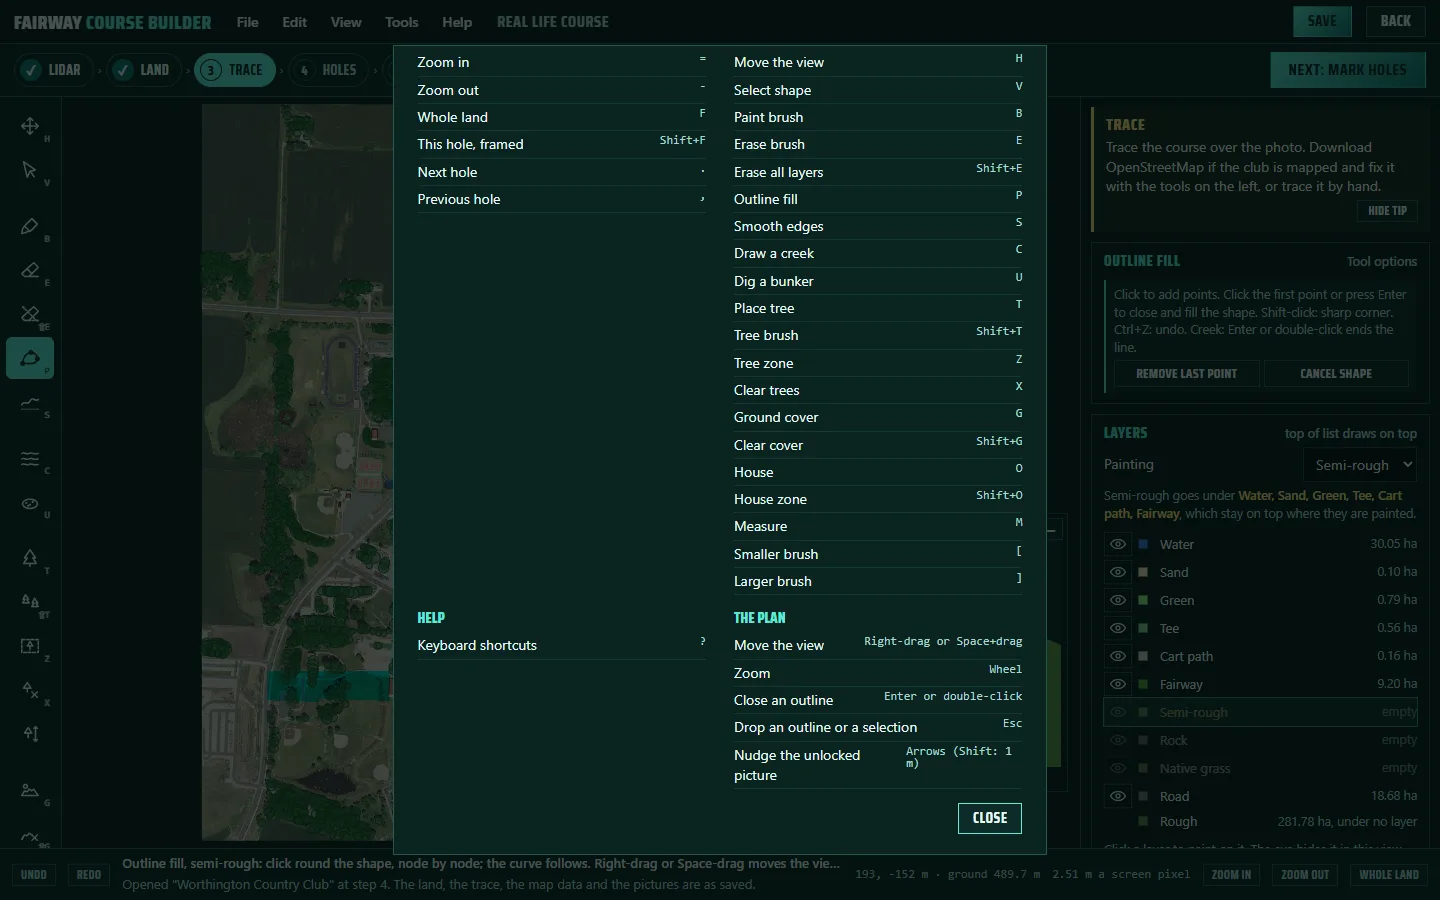 FAIRWAY COURSE BUILDER File Edit View Tools Help REAL LIFE COURSE SAVE BACK
LIDAR LAND 3 TRACE 4 HOLES NEXT: MARK HOLES
Zoom in =
Zoom out -
Whole land F
This hole, framed Shift+F
Next hole .
Previous hole ,
Move the view H
Select shape V
Paint brush B
Erase brush E
Erase all layers Shift+E
Outline fill P
Smooth edges S
Draw a creek C
Dig a bunker U
Place tree T
Tree brush Shift+T
Tree zone Z
Clear trees X
Ground cover G
Clear cover Shift+G
House O
House zone Shift+O
Measure M
Smaller brush [
Larger brush ]
HELP
Keyboard shortcuts ?
THE PLAN
Move the view Right-drag or Space+drag
Zoom Wheel
Close an outline Enter or double-click
Drop an outline or a selection Esc
Nudge the unlocked picture Arrows (Shift: 1 m)
CLOSE
H
V
B
E
⇧E
P
S
C
U
T
⇧T
Z
X
G
⇧G
TRACE
Trace the course over the photo. Download
OpenStreetMap if the club is mapped and fix it
with the tools on the left, or trace it by hand.
HIDE TIP
OUTLINE FILL Tool options
Click to add points. Click the first point or press Enter
to close and fill the shape. Shift-click: sharp corner.
Ctrl+Z: undo. Creek: Enter or double-click ends the
line.
REMOVE LAST POINT CANCEL SHAPE
LAYERS top of list draws on top
Painting Semi-rough
Semi-rough goes under Water, Sand, Green, Tee, Cart
path, Fairway, which stay on top where they are painted.
Water 30.05 ha
Sand 0.10 ha
Green 0.79 ha
Tee 0.56 ha
Cart path 0.16 ha
Fairway 9.20 ha
Semi-rough empty
Rock empty
Native grass empty
Road 18.68 ha
Rough 281.78 ha, under no layer
UNDO REDO
Outline fill, semi-rough: click round the shape, node by node; the curve follows. Right-drag or Space-drag moves the vie...
Opened "Worthington Country Club" at step 4. The land, the trace, the map data and the pictures are as saved.
193, -152 m · ground 489.7 m 2.51 m a screen pixel
ZOOM IN ZOOM OUT WHOLE LAND